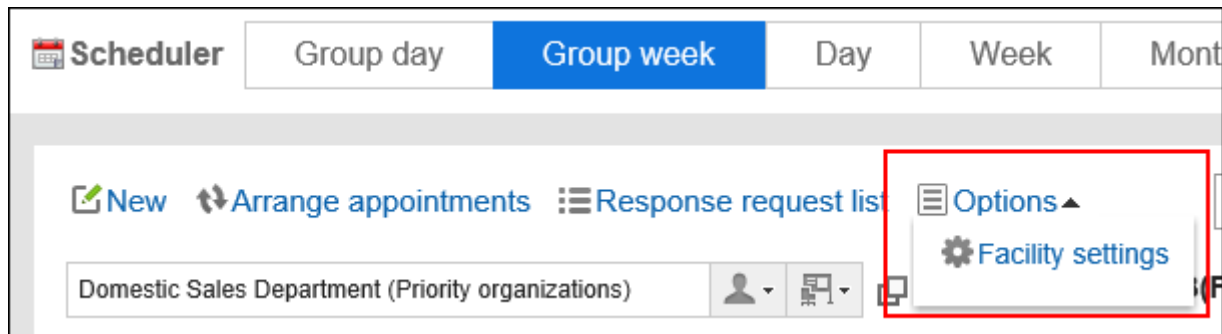 Scheduler Group day Group week Day Week Mont
New Arrange appointments Response request list Options
Facility settings
Domestic Sales Department (Priority organizations)